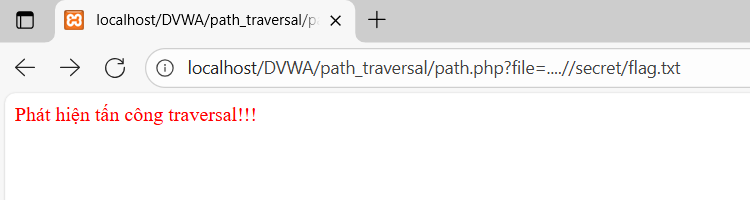 localhost/DVWA/path_traversal/p
localhost/DVWA/path_traversal/path.php?file=....//secret/flag.txt
Phát hiện tấn công traversal!!!